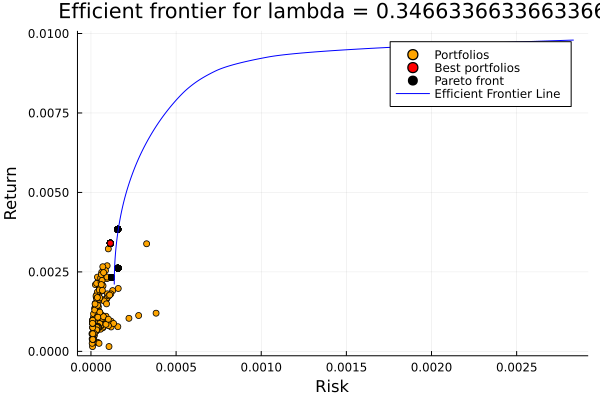 Efficient frontier for lambda = 0.3466336633663366
0.0100
0.0075
0.0050
0.0025
0.0000
Return
Portfolios
Best portfolios
Pareto front
Efficient Frontier Line
0.0000 0.0005 0.0010 0.0015 0.0020 0.0025
Risk